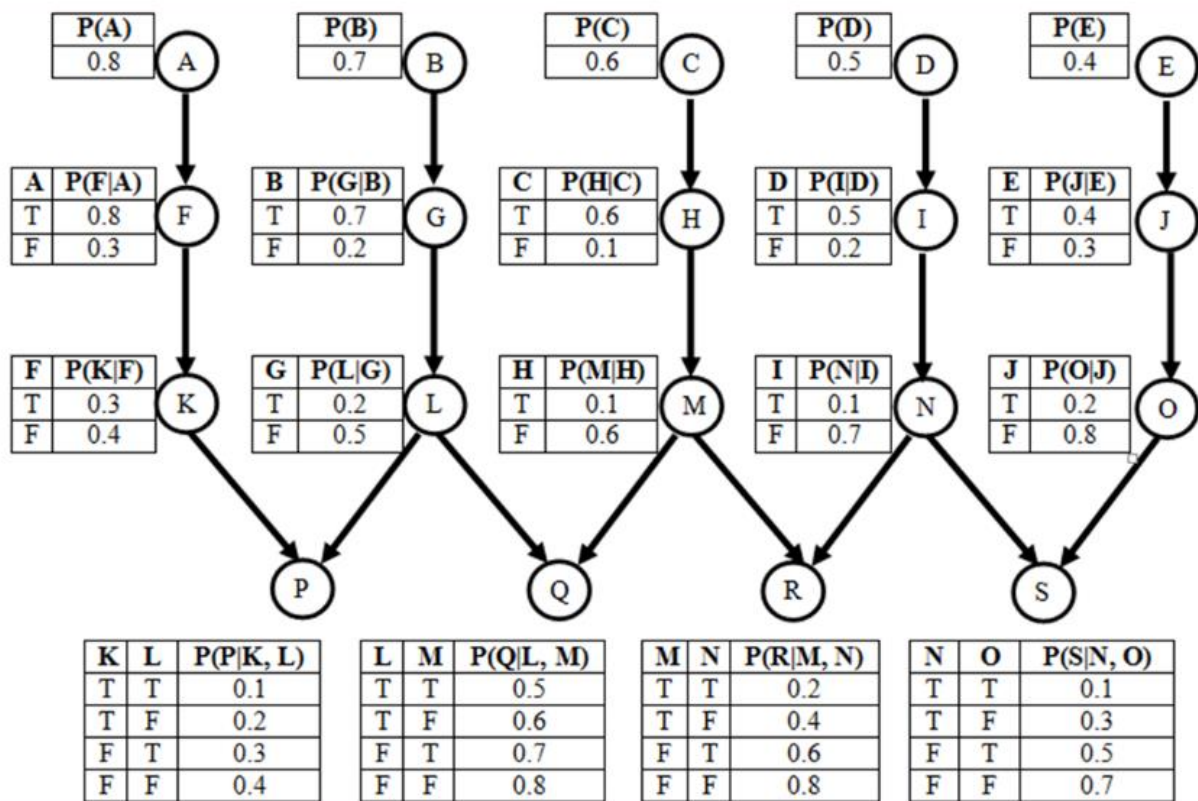 P(A) P(B) P(C) P(D) P(E)
0.8 A 0.7 B 0.6 C 0.5 D 0.4 E
A P(F|A) B P(G|B) C P(H|C) D P(I|D) E P(J|E)
T 0.8 F T 0.7 G T 0.6 H T 0.5 I T 0.4 J
F 0.3 F 0.2 F 0.1 F 0.2 F 0.3
F P(K|F) G P(L|G) H P(M|H) I P(N|I) J P(O|J)
T 0.3 K T 0.2 L T 0.1 M T 0.1 N T 0.2 O
F 0.4 F 0.5 F 0.6 F 0.7 F 0.8
P Q R S
K L P(P|K, L) L M P(Q|L, M) M N P(R|M, N) N O P(S|N, O)
T T 0.1 T T 0.5 T T 0.2 T T 0.1
T F 0.2 T F 0.6 T F 0.4 T F 0.3
F T 0.3 F T 0.7 F T 0.6 F T 0.5
F F 0.4 F F 0.8 F F 0.8 F F 0.7